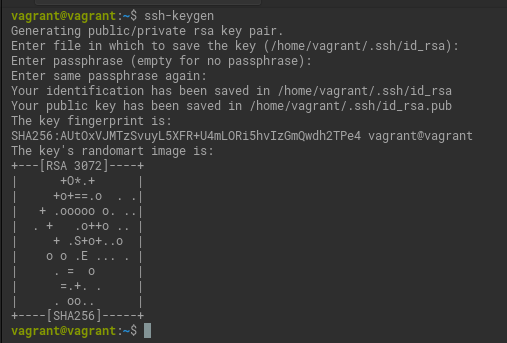 vagrant@vagrant:~$ ssh-keygen
Generating public/private rsa key pair.
Enter file in which to save the key (/home/vagrant/.ssh/id_rsa):
Enter passphrase (empty for no passphrase):
Enter same passphrase again:
Your identification has been saved in /home/vagrant/.ssh/id_rsa
Your public key has been saved in /home/vagrant/.ssh/id_rsa.pub
The key fingerprint is:
SHA256:AUtOxVJMTzSvuyL5XFR+U4mLORi5hvIzGmQwdh2TPe4 vagrant@vagrant
The key's randomart image is:
+---[RSA 3072]----+
|      +O*.+      |
|     +o+==.o  . .|
|   + .ooooo o. ..|
|  . +   .o++o .. |
|     + .S+o+..o  |
|    o o .E ... . |
|     . =  o      |
|      =.+. .     |
|     . oo..      |
+----[SHA256]-----+
vagrant@vagrant:~$